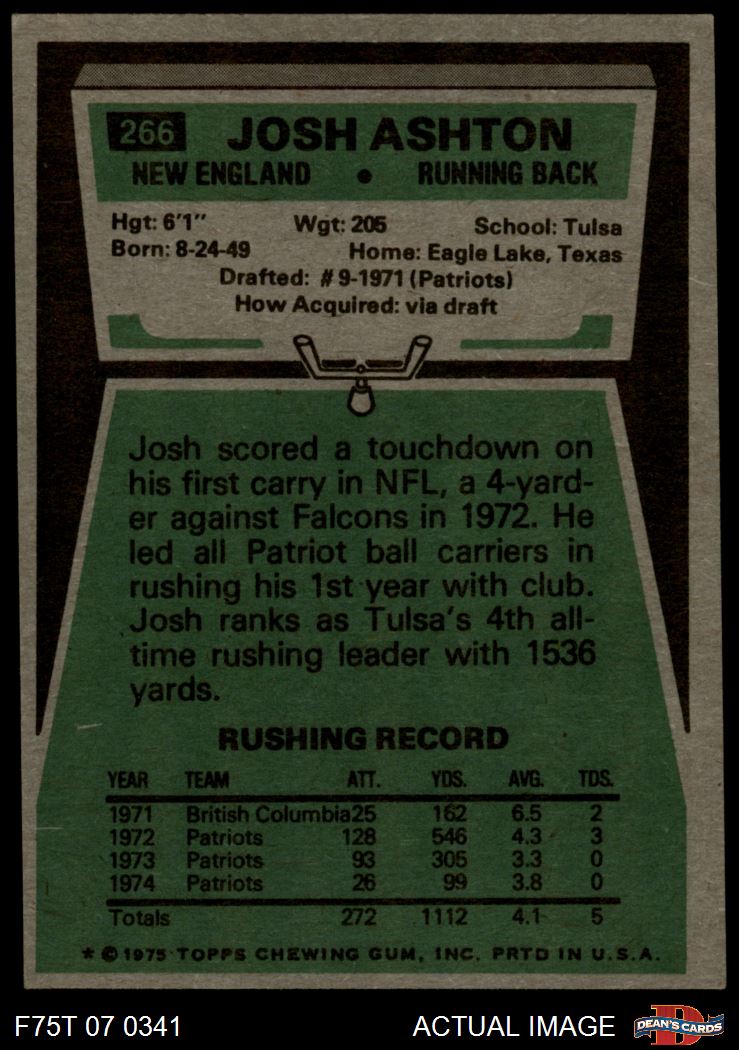 266 JOSH ASHTON
NEW ENGLAND • RUNNING BACK
Hgt: 6'1" Wgt: 205 School: Tulsa
Born: 8-24-49 Home: Eagle Lake, Texas
Drafted: #9-1971 (Patriots)
How Acquired: via draft
Josh scored a touchdown on
his first carry in NFL, a 4-yard-
er against Falcons in 1972. He
led all Patriot ball carriers in
rushing his 1st year with club.
Josh ranks as Tulsa's 4th all-
time rushing leader with 1536
yards.
RUSHING RECORD
YEAR TEAM ATT. YDS. AVG. TDS.
1971 British Columbia 25 162 6.5 2
1972 Patriots 128 546 4.3 3
1973 Patriots 93 305 3.3 0
1974 Patriots 26 99 3.8 0
Totals 272 1112 4.1 5
* © 1975 TOPPS CHEWING GUM, INC. PRTD IN U.S.A.
F75T 07 0341 ACTUAL IMAGE D DEAN'S CARDS